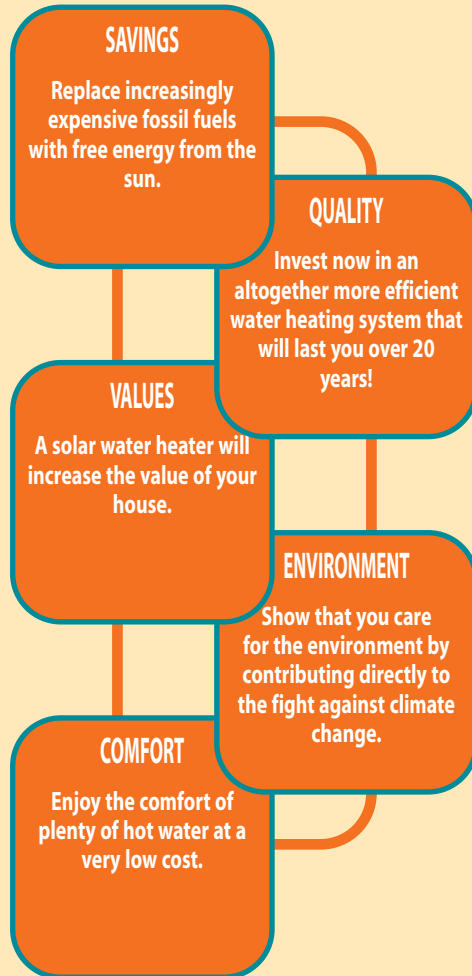 SAVINGS
Replace increasingly
expensive fossil fuels
with free energy from the
sun.
QUALITY
Invest now in an
altogether more efficient
water heating system that
will last you over 20
years!
VALUES
A solar water heater will
increase the value of your
house.
ENVIRONMENT
Show that you care
for the environment by
contributing directly to
the fight against climate
change.
COMFORT
Enjoy the comfort of
plenty of hot water at a
very low cost.